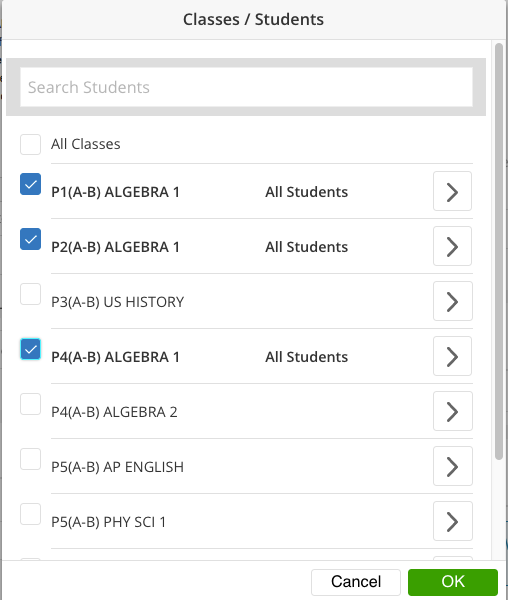 Classes / Students
Search Students
All Classes
P1(A-B) ALGEBRA 1 All Students
P2(A-B) ALGEBRA 1 All Students
P3(A-B) US HISTORY
P4(A-B) ALGEBRA 1 All Students
P4(A-B) ALGEBRA 2
P5(A-B) AP ENGLISH
P5(A-B) PHY SCI 1
Cancel OK